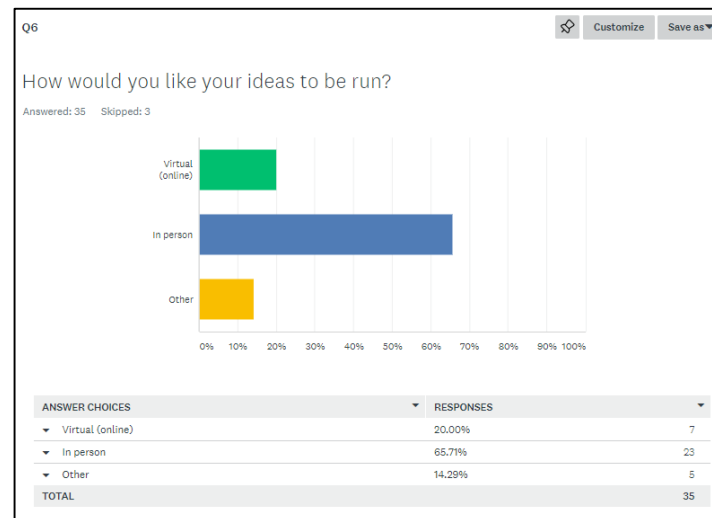 Q6
Customize
Save as
How would you like your ideas to be run?
Answered: 35 Skipped: 3
Virtual
(online)
In person
Other
0% 10% 20% 30% 40% 50% 60% 70% 80% 90% 100%
ANSWER CHOICES RESPONSES
Virtual (online) 20.00% 7
In person 65.71% 23
Other 14.29% 5
TOTAL 35